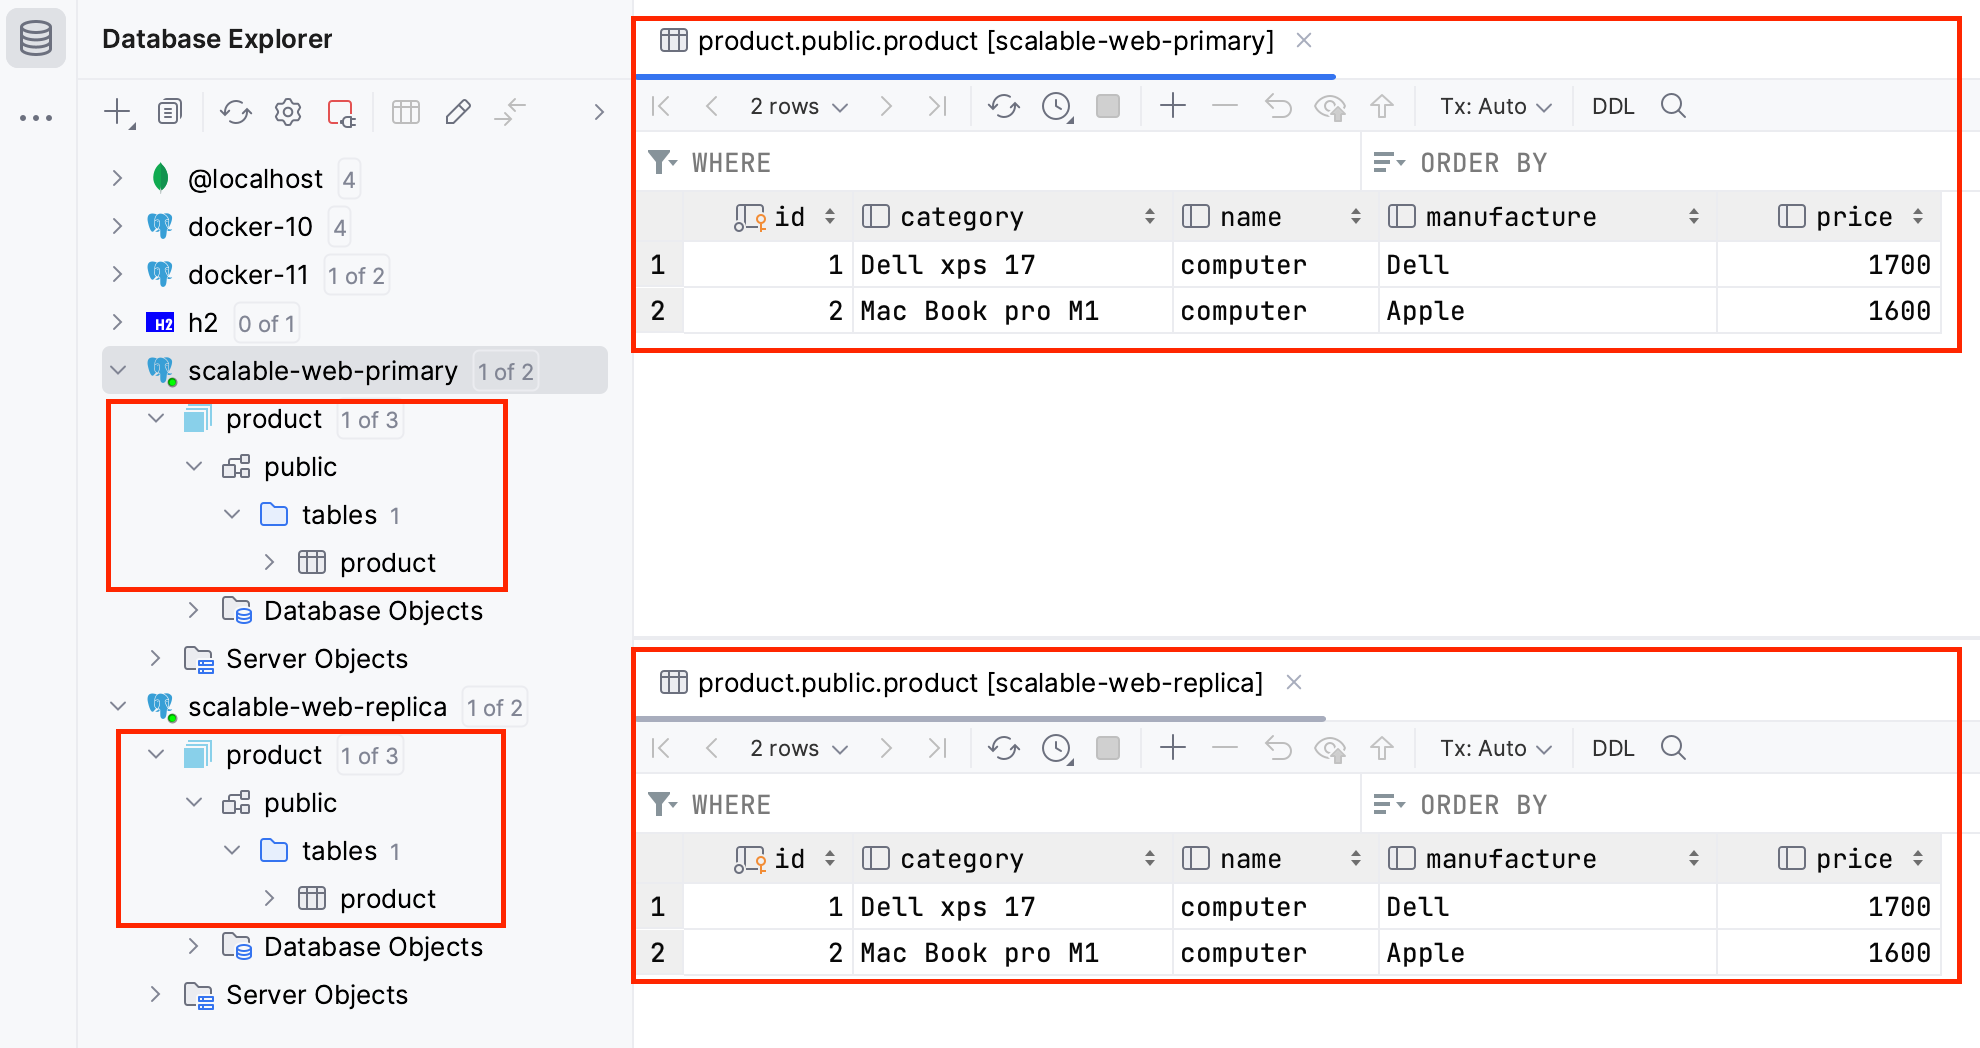 Database Explorer
@localhost 4
docker-10 4
docker-11 1 of 2
H2 h2 0 of 1
scalable-web-primary 1 of 2
product 1 of 3
public
tables 1
product
Database Objects
Server Objects
scalable-web-replica 1 of 2
product 1 of 3
public
tables 1
product
Database Objects
Server Objects
product.public.product [scalable-web-primary]
2 rows Tx: Auto DDL
WHERE ORDER BY
id category name manufacture price
1 1 Dell xps 17 computer Dell 1700
2 2 Mac Book pro M1 computer Apple 1600
product.public.product [scalable-web-replica]
2 rows Tx: Auto DDL
WHERE ORDER BY
id category name manufacture price
1 1 Dell xps 17 computer Dell 1700
2 2 Mac Book pro M1 computer Apple 1600